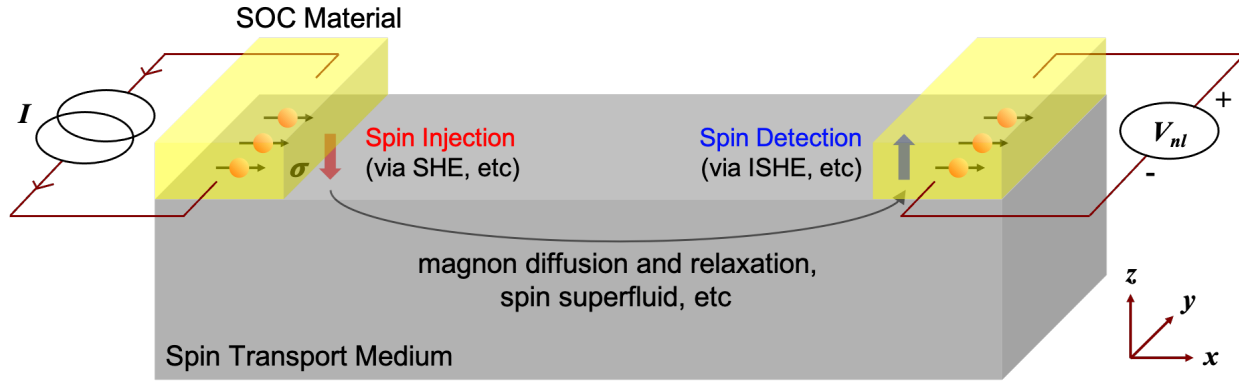 SOC Material
I
σ
Spin Injection
(via SHE, etc)
Spin Detection
(via ISHE, etc)
+
V_nl
-
magnon diffusion and relaxation,
spin superfluid, etc
Spin Transport Medium
z
y
x